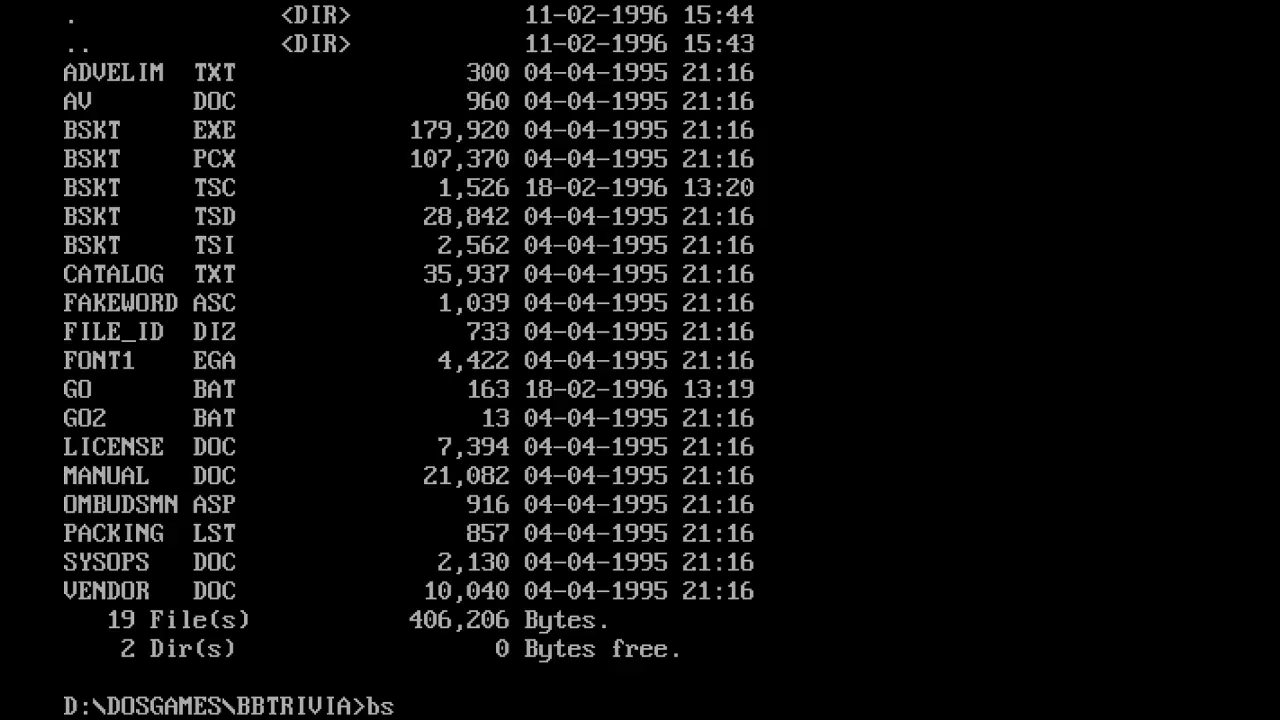 . <DIR> 11-02-1996 15:44
.. <DIR> 11-02-1996 15:43
ADVELIM TXT 300 04-04-1995 21:16
AV DOC 960 04-04-1995 21:16
BSKT EXE 179,920 04-04-1995 21:16
BSKT PCX 107,370 04-04-1995 21:16
BSKT TSC 1,526 18-02-1996 13:20
BSKT TSD 28,842 04-04-1995 21:16
BSKT TSI 2,562 04-04-1995 21:16
CATALOG TXT 35,937 04-04-1995 21:16
FAKEWORD ASC 1,039 04-04-1995 21:16
FILE_ID DIZ 733 04-04-1995 21:16
FONT1 EGA 4,422 04-04-1995 21:16
GO BAT 163 18-02-1996 13:19
GO2 BAT 13 04-04-1995 21:16
LICENSE DOC 7,394 04-04-1995 21:16
MANUAL DOC 21,082 04-04-1995 21:16
OMBUDSMN ASP 916 04-04-1995 21:16
PACKING LST 857 04-04-1995 21:16
SYSOPS DOC 2,130 04-04-1995 21:16
VENDOR DOC 10,040 04-04-1995 21:16
19 File(s) 406,206 Bytes.
2 Dir(s) 0 Bytes free.
D:\DOSGAMES\BBTRIVIA>bs